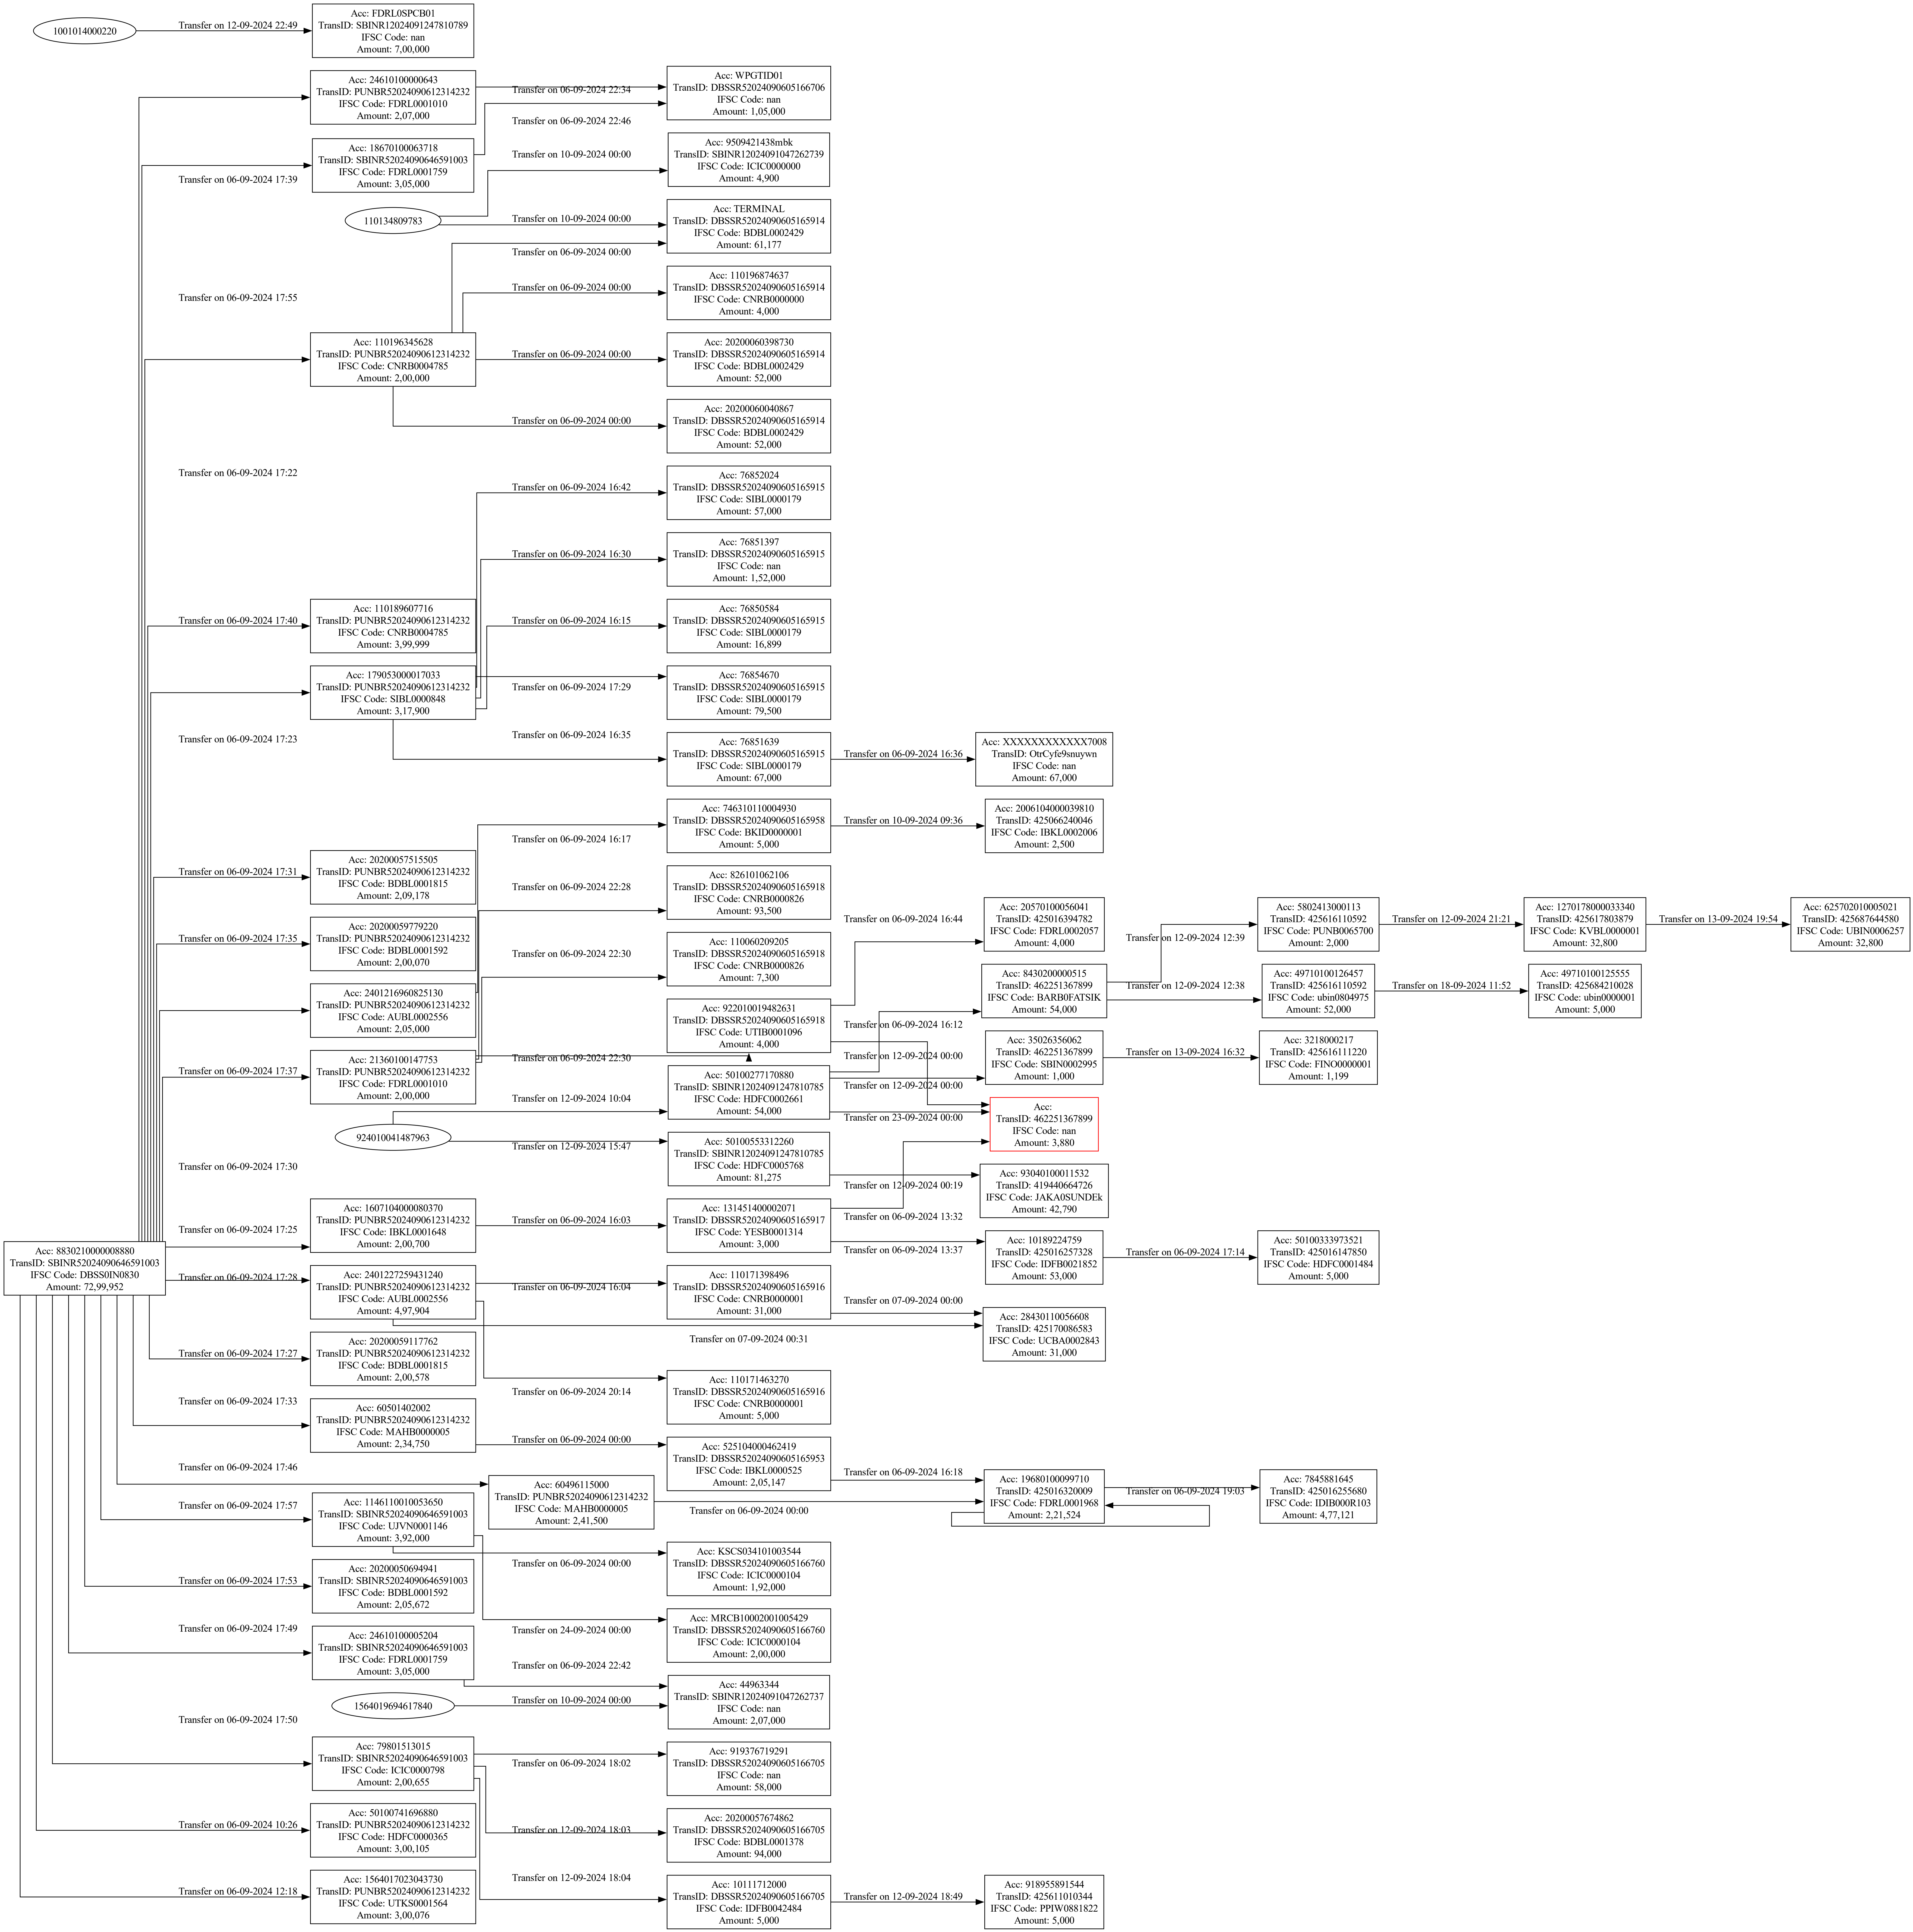 1001014000220
Transfer on 12-09-2024 22:49
Acc: FDRL0SPCB01
TransID: SBINR12024091247810789
IFSC Code: nan
Amount: 7,00,000
Acc: 24610100000643
TransID: PUNBR52024090612314232
IFSC Code: FDRL0001010
Amount: 2,07,000
Transfer on 06-09-2024 22:34
Acc: WPGTID01
TransID: DBSSR52024090605166706
IFSC Code: nan
Amount: 1,05,000
Transfer on 06-09-2024 22:46
Transfer on 06-09-2024 17:39
Acc: 18670100063718
TransID: SBINR52024090646591003
IFSC Code: FDRL0001759
Amount: 3,05,000
Transfer on 10-09-2024 00:00
Acc: 9509421438mbk
TransID: SBINR12024091047262739
IFSC Code: ICIC0000000
Amount: 4,900
110134809783
Transfer on 10-09-2024 00:00
Acc: TERMINAL
TransID: DBSSR52024090605165914
IFSC Code: BDBL0002429
Amount: 61,177
Transfer on 06-09-2024 00:00
Transfer on 06-09-2024 17:55
Transfer on 06-09-2024 00:00
Acc: 110196874637
TransID: DBSSR52024090605165914
IFSC Code: CNRB0000000
Amount: 4,000
Acc: 110196345628
TransID: PUNBR52024090612314232
IFSC Code: CNRB0004785
Amount: 2,00,000
Transfer on 06-09-2024 00:00
Acc: 20200060398730
TransID: DBSSR52024090605165914
IFSC Code: BDBL0002429
Amount: 52,000
Transfer on 06-09-2024 00:00
Acc: 20200060040867
TransID: DBSSR52024090605165914
IFSC Code: BDBL0002429
Amount: 52,000
Transfer on 06-09-2024 17:22
Transfer on 06-09-2024 16:42
Acc: 76852024
TransID: DBSSR52024090605165915
IFSC Code: SIBL0000179
Amount: 57,000
Transfer on 06-09-2024 16:30
Acc: 76851397
TransID: DBSSR52024090605165915
IFSC Code: nan
Amount: 1,52,000
Transfer on 06-09-2024 17:40
Acc: 110189607716
TransID: PUNBR52024090612314232
IFSC Code: CNRB0004785
Amount: 3,99,999
Transfer on 06-09-2024 16:15
Acc: 76850584
TransID: DBSSR52024090605165915
IFSC Code: SIBL0000179
Amount: 16,899
Acc: 179053000017033
TransID: PUNBR52024090612314232
IFSC Code: SIBL0000848
Amount: 3,17,900
Transfer on 06-09-2024 17:29
Acc: 76854670
TransID: DBSSR52024090605165915
IFSC Code: SIBL0000179
Amount: 79,500
Transfer on 06-09-2024 17:23
Transfer on 06-09-2024 16:35
Acc: 76851639
TransID: DBSSR52024090605165915
IFSC Code: SIBL0000179
Amount: 67,000
Transfer on 06-09-2024 16:36
Acc: XXXXXXXXXXXX7008
TransID: OtrCyfe9snuywn
IFSC Code: nan
Amount: 67,000
Transfer on 06-09-2024 16:17
Acc: 746310110004930
TransID: DBSSR52024090605165958
IFSC Code: BKID0000001
Amount: 5,000
Transfer on 10-09-2024 09:36
Acc: 2006104000039810
TransID: 425066240046
IFSC Code: IBKL0002006
Amount: 2,500
Transfer on 06-09-2024 17:31
Acc: 20200057515505
TransID: PUNBR52024090612314232
IFSC Code: BDBL0001815
Amount: 2,09,178
Transfer on 06-09-2024 22:28
Acc: 826101062106
TransID: DBSSR52024090605165918
IFSC Code: CNRB0000826
Amount: 93,500
Transfer on 06-09-2024 17:35
Acc: 20200059779220
TransID: PUNBR52024090612314232
IFSC Code: BDBL0001592
Amount: 2,00,070
Transfer on 06-09-2024 22:30
Acc: 110060209205
TransID: DBSSR52024090605165918
IFSC Code: CNRB0000826
Amount: 7,300
Transfer on 06-09-2024 16:44
Acc: 20570100056041
TransID: 425016394782
IFSC Code: FDRL0002057
Amount: 4,000
Transfer on 12-09-2024 12:39
Acc: 5802413000113
TransID: 425616110592
IFSC Code: PUNB0065700
Amount: 2,000
Transfer on 12-09-2024 21:21
Acc: 1270178000033340
TransID: 425617803879
IFSC Code: KVBL0000001
Amount: 32,800
Transfer on 13-09-2024 19:54
Acc: 625702010005021
TransID: 425687644580
IFSC Code: UBIN0006257
Amount: 32,800
Acc: 2401216960825130
TransID: PUNBR52024090612314232
IFSC Code: AUBL0002556
Amount: 2,05,000
Acc: 922010019482631
TransID: DBSSR52024090605165918
IFSC Code: UTIB0001096
Amount: 4,000
Transfer on 06-09-2024 16:12
Acc: 8430200000515
TransID: 462251367899
IFSC Code: BARB0FATSIK
Amount: 54,000
Transfer on 12-09-2024 12:38
Acc: 49710100126457
TransID: 425616110592
IFSC Code: ubin0804975
Amount: 52,000
Transfer on 18-09-2024 11:52
Acc: 49710100125555
TransID: 425684210028
IFSC Code: ubin0000001
Amount: 5,000
Transfer on 06-09-2024 17:37
Acc: 21360100147753
TransID: PUNBR52024090612314232
IFSC Code: FDRL0001010
Amount: 2,00,000
Transfer on 06-09-2024 22:30
Transfer on 12-09-2024 00:00
Acc: 35026356062
TransID: 462251367899
IFSC Code: SBIN0002995
Amount: 1,000
Transfer on 13-09-2024 16:32
Acc: 3218000217
TransID: 425616111220
IFSC Code: FINO0000001
Amount: 1,199
Acc: 50100277170880
TransID: SBINR12024091247810785
IFSC Code: HDFC0002661
Amount: 54,000
Transfer on 12-09-2024 00:00
Transfer on 12-09-2024 10:04
Transfer on 23-09-2024 00:00
Acc:
TransID: 462251367899
IFSC Code: nan
Amount: 3,880
924010041487963
Transfer on 12-09-2024 15:47
Acc: 50100553312260
TransID: SBINR12024091247810785
IFSC Code: HDFC0005768
Amount: 81,275
Transfer on 12-09-2024 00:19
Acc: 93040100011532
TransID: 419440664726
IFSC Code: JAKA0SUNDEk
Amount: 42,790
Transfer on 06-09-2024 17:30
Transfer on 06-09-2024 17:25
Acc: 1607104000080370
TransID: PUNBR52024090612314232
IFSC Code: IBKL0001648
Amount: 2,00,700
Transfer on 06-09-2024 16:03
Acc: 131451400002071
TransID: DBSSR52024090605165917
IFSC Code: YESB0001314
Amount: 3,000
Transfer on 06-09-2024 13:32
Transfer on 06-09-2024 13:37
Acc: 10189224759
TransID: 425016257328
IFSC Code: IDFB0021852
Amount: 53,000
Transfer on 06-09-2024 17:14
Acc: 50100333973521
TransID: 425016147850
IFSC Code: HDFC0001484
Amount: 5,000
Acc: 8830210000008880
TransID: SBINR52024090646591003
IFSC Code: DBSS0IN0830
Amount: 72,99,952
Transfer on 06-09-2024 17:28
Acc: 2401227259431240
TransID: PUNBR52024090612314232
IFSC Code: AUBL0002556
Amount: 4,97,904
Transfer on 06-09-2024 16:04
Acc: 110171398496
TransID: DBSSR52024090605165916
IFSC Code: CNRB0000001
Amount: 31,000
Transfer on 07-09-2024 00:00
Acc: 28430110056608
TransID: 425170086583
IFSC Code: UCBA0002843
Amount: 31,000
Transfer on 07-09-2024 00:31
Transfer on 06-09-2024 17:27
Acc: 20200059117762
TransID: PUNBR52024090612314232
IFSC Code: BDBL0001815
Amount: 2,00,578
Transfer on 06-09-2024 20:14
Acc: 110171463270
TransID: DBSSR52024090605165916
IFSC Code: CNRB0000001
Amount: 5,000
Transfer on 06-09-2024 17:33
Acc: 60501402002
TransID: PUNBR52024090612314232
IFSC Code: MAHB0000005
Amount: 2,34,750
Transfer on 06-09-2024 00:00
Acc: 525104000462419
TransID: DBSSR52024090605165953
IFSC Code: IBKL0000525
Amount: 2,05,147
Transfer on 06-09-2024 16:18
Acc: 19680100099710
TransID: 425016320009
IFSC Code: FDRL0001968
Amount: 2,21,524
Transfer on 06-09-2024 19:03
Acc: 7845881645
TransID: 425016255680
IFSC Code: IDIB000R103
Amount: 4,77,121
Transfer on 06-09-2024 17:46
Acc: 60496115000
TransID: PUNBR52024090612314232
IFSC Code: MAHB0000005
Amount: 2,41,500
Transfer on 06-09-2024 00:00
Transfer on 06-09-2024 17:57
Acc: 1146110010053650
TransID: SBINR52024090646591003
IFSC Code: UJVN0001146
Amount: 3,92,000
Transfer on 06-09-2024 00:00
Acc: KSCS034101003544
TransID: DBSSR52024090605166760
IFSC Code: ICIC0000104
Amount: 1,92,000
Transfer on 06-09-2024 17:53
Acc: 20200050694941
TransID: SBINR52024090646591003
IFSC Code: BDBL0001592
Amount: 2,05,672
Transfer on 24-09-2024 00:00
Acc: MRCB10002001005429
TransID: DBSSR52024090605166760
IFSC Code: ICIC0000104
Amount: 2,00,000
Transfer on 06-09-2024 17:49
Acc: 24610100005204
TransID: SBINR52024090646591003
IFSC Code: FDRL0001759
Amount: 3,05,000
Transfer on 06-09-2024 22:42
Acc: 44963344
TransID: SBINR12024091047262737
IFSC Code: nan
Amount: 2,07,000
1564019694617840
Transfer on 10-09-2024 00:00
Transfer on 06-09-2024 17:50
Acc: 79801513015
TransID: SBINR52024090646591003
IFSC Code: ICIC0000798
Amount: 2,00,655
Transfer on 06-09-2024 18:02
Acc: 919376719291
TransID: DBSSR52024090605166705
IFSC Code: nan
Amount: 58,000
Transfer on 06-09-2024 10:26
Acc: 50100741696880
TransID: PUNBR52024090612314232
IFSC Code: HDFC0000365
Amount: 3,00,105
Transfer on 12-09-2024 18:03
Acc: 20200057674862
TransID: DBSSR52024090605166705
IFSC Code: BDBL0001378
Amount: 94,000
Transfer on 06-09-2024 12:18
Acc: 1564017023043730
TransID: PUNBR52024090612314232
IFSC Code: UTKS0001564
Amount: 3,00,076
Transfer on 12-09-2024 18:04
Acc: 10111712000
TransID: DBSSR52024090605166705
IFSC Code: IDFB0042484
Amount: 5,000
Transfer on 12-09-2024 18:49
Acc: 918955891544
TransID: 425611010344
IFSC Code: PPIW0881822
Amount: 5,000